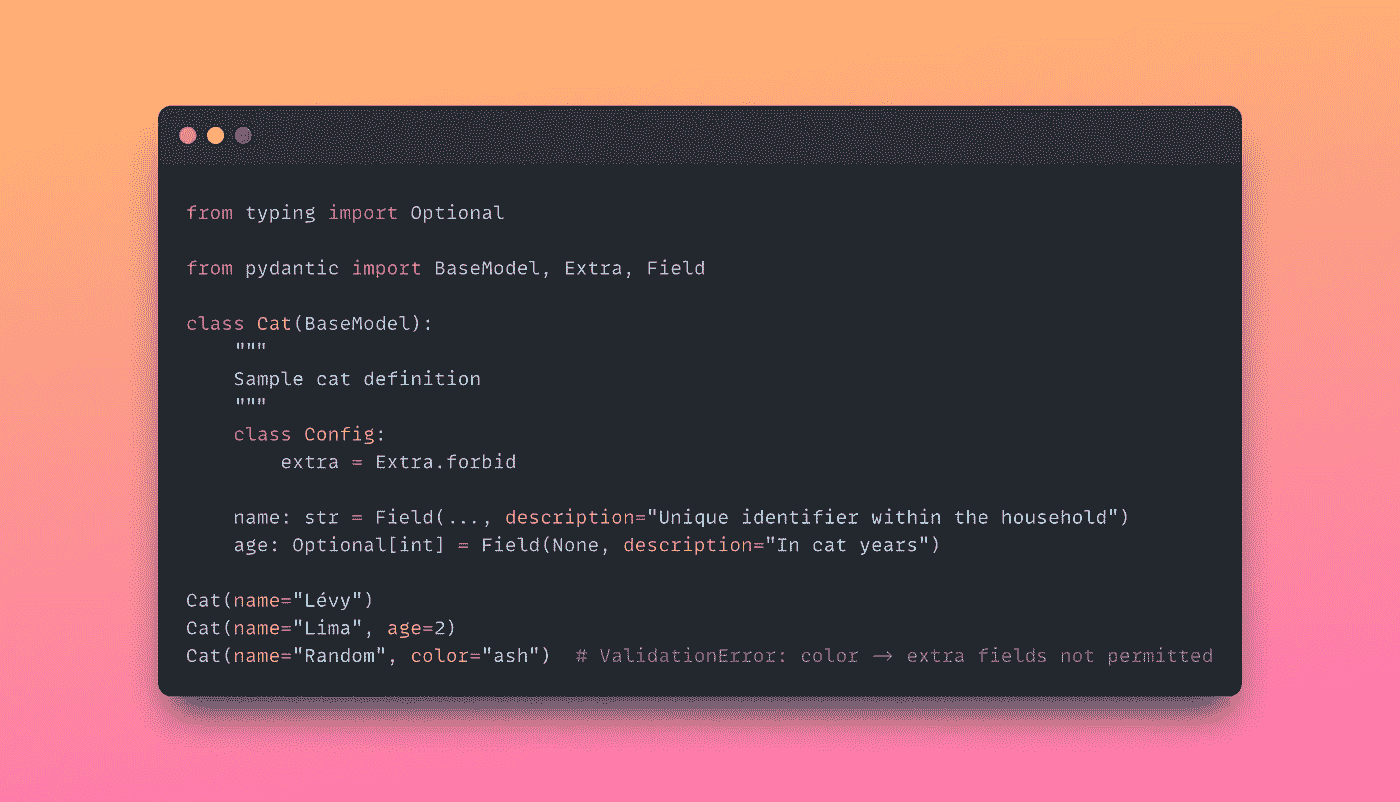 from typing import Optional
from pydantic import BaseModel, Extra, Field
class Cat(BaseModel):
    """
    Sample cat definition
    """
    class Config:
        extra = Extra.forbid
    name: str = Field(..., description="Unique identifier within the household")
    age: Optional[int] = Field(None, description="In cat years")
Cat(name="Lévy")
Cat(name="Lima", age=2)
Cat(name="Random", color="ash")  # ValidationError: color → extra fields not permitted